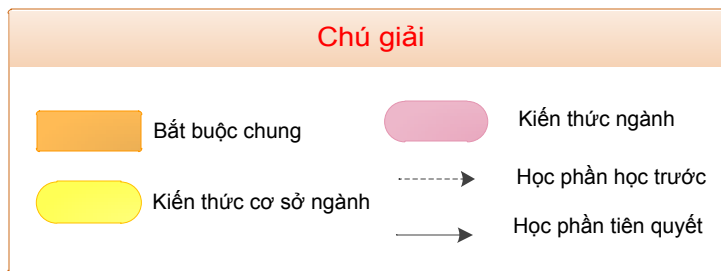 Chú giải
Bắt buộc chung
Kiến thức cơ sở ngành
Kiến thức ngành
Học phần học trước
Học phần tiên quyết